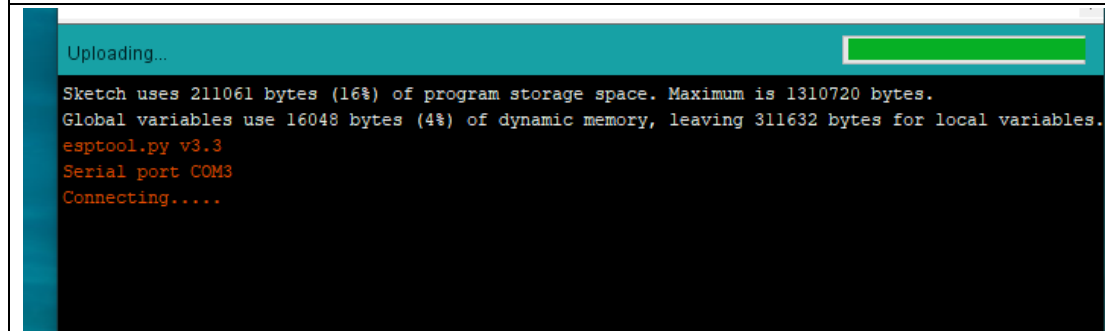 Uploading...
Sketch uses 211061 bytes (16%) of program storage space. Maximum is 1310720 bytes.
Global variables use 16048 bytes (4%) of dynamic memory, leaving 311632 bytes for local variables.
esptool.py v3.3
Serial port COM3
Connecting.....